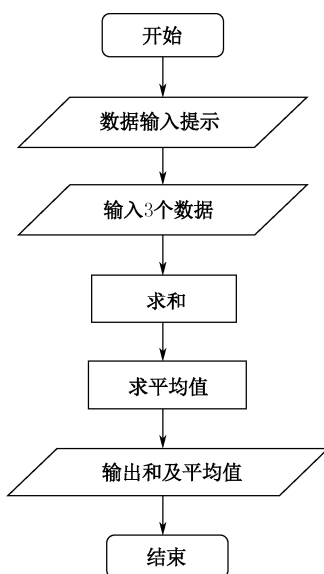 开始
数据输入提示
输入3个数据
求和
求平均值
输出和及平均值
结束